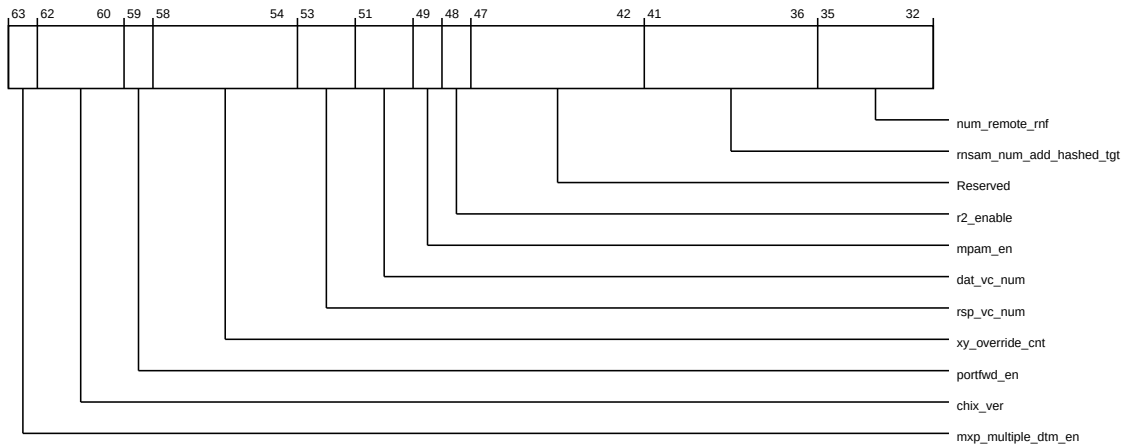 63 62 60 59 58 54 53 51 49 48 47 42 41 36 35 32
num_remote_rnf
rnsam_num_add_hashed_tgt
Reserved
r2_enable
mpam_en
dat_vc_num
rsp_vc_num
xy_override_cnt
portfwd_en
chix_ver
mxp_multiple_dtm_en